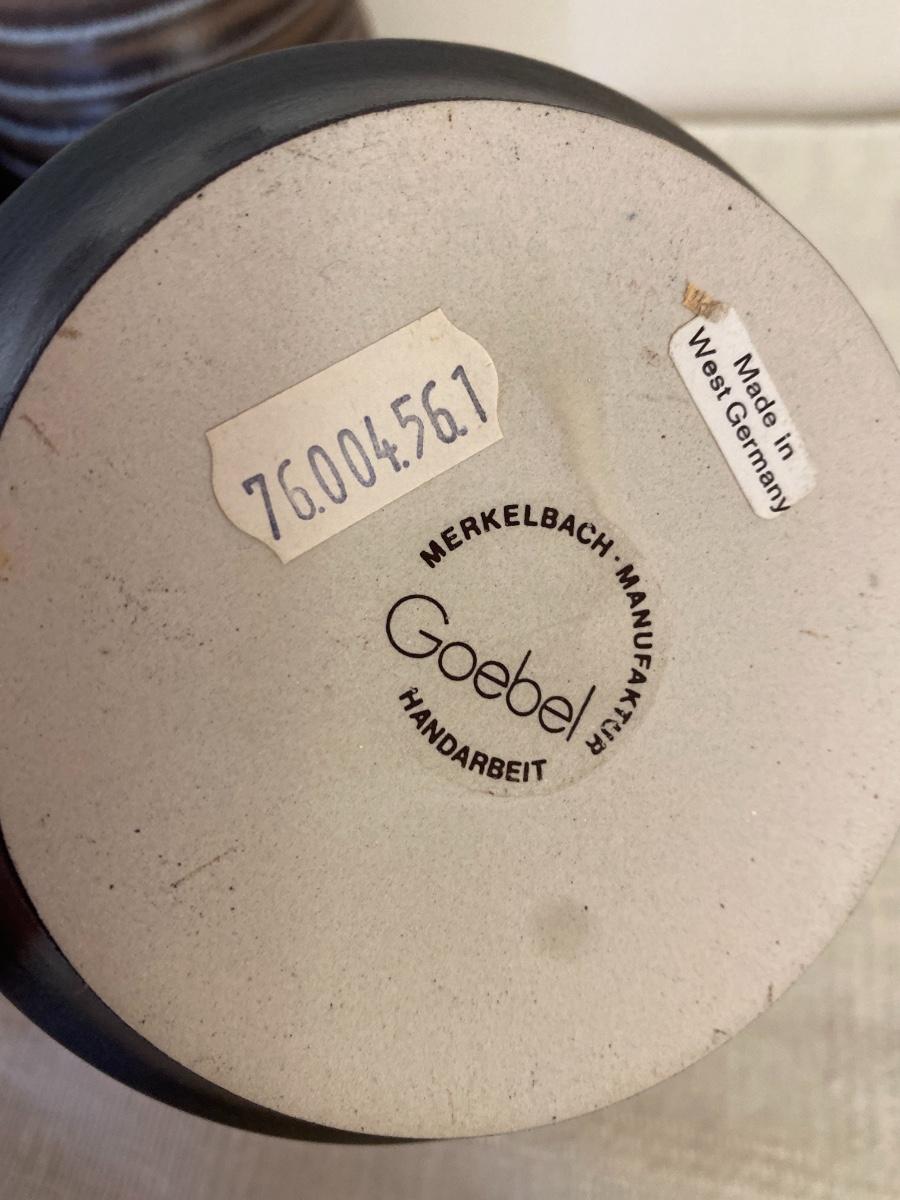 76.004.56.1
Made in
West Germany
MERKELBACH · MANUFAKTUR
Goebel
HANDARBEIT